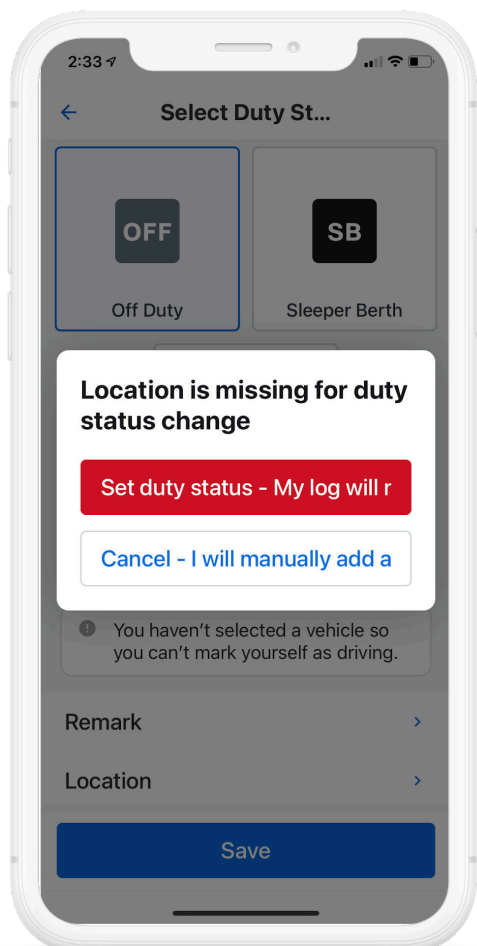 2:33
Select Duty St...
OFF
SB
Off Duty
Sleeper Berth
Location is missing for duty
status change
Set duty status - My log will r
Cancel - I will manually add a
You haven't selected a vehicle so
you can't mark yourself as driving.
Remark
Location
Save